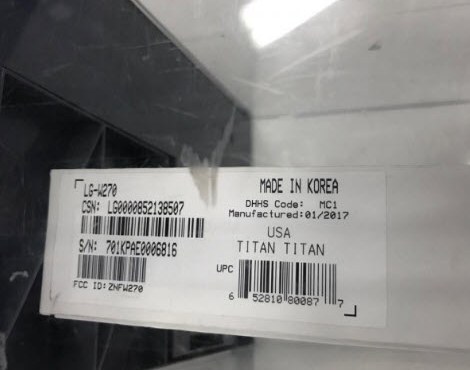 LG-W270
CSN: LG0000852138507
S/N: 701KPAE0006816
FCC ID:ZNFW270
MADE IN KOREA
DHHS Code: MC1
Manufactured:01/2017
USA
TITAN TITAN
UPC
6 52810 80087 7